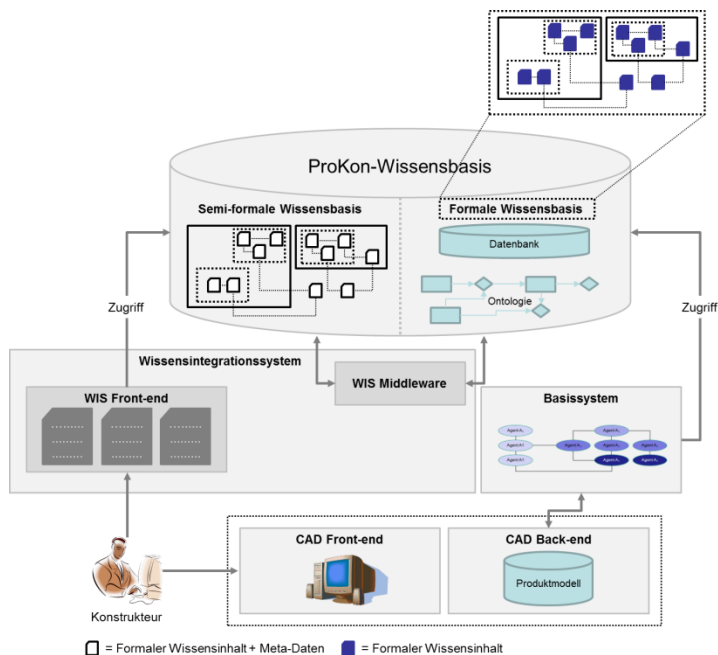 ProKon-Wissensbasis
Semi-formale Wissensbasis
Formale Wissensbasis
Datenbank
Ontologie
Zugriff
Zugriff
Wissensintegrationssystem
WIS Front-end
WIS Middleware
Basissystem
CAD Front-end
CAD Back-end
Produktmodell
Konstrukteur
= Formaler Wissensinhalt + Meta-Daten
= Formaler Wissensinhalt